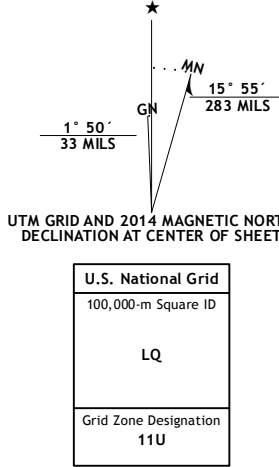 ★
MN
GN
15° 55´
283 MILS
1° 50´
33 MILS
UTM GRID AND 2014 MAGNETIC NORT
DECLINATION AT CENTER OF SHEET
U.S. National Grid
100,000-m Square ID
LQ
Grid Zone Designation
11U